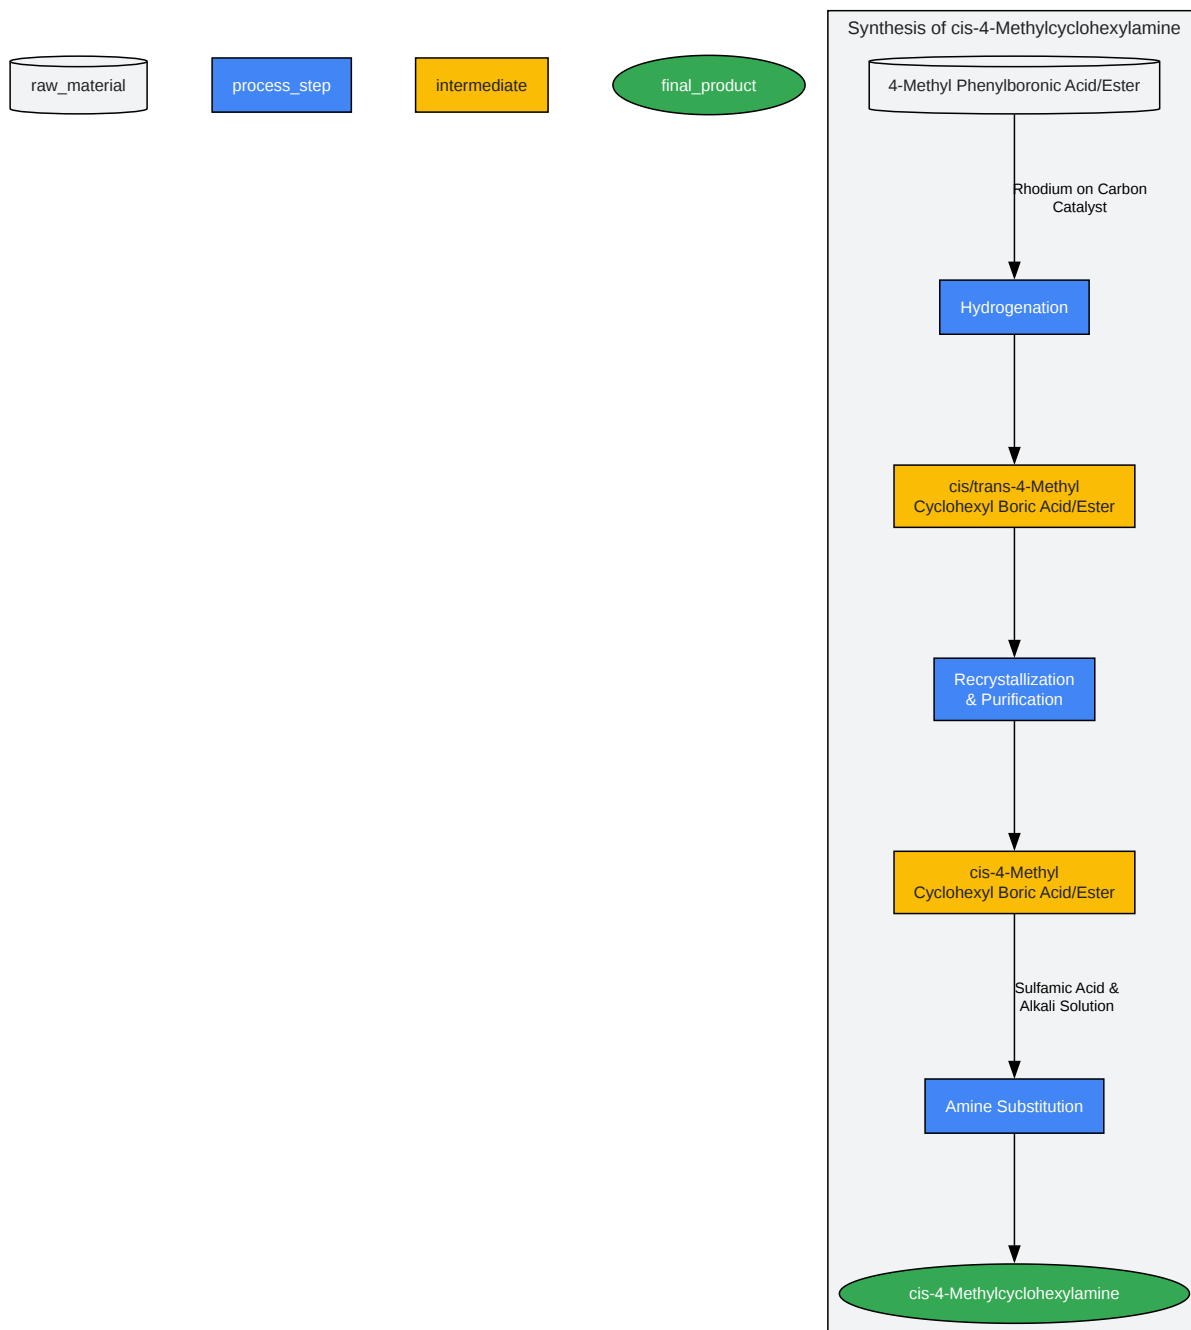 Synthesis of cis-4-Methylcyclohexylamine
raw_material
process_step
intermediate
final_product
4-Methyl Phenylboronic Acid/Ester
Rhodium on Carbon
Catalyst
Hydrogenation
cis/trans-4-Methyl
Cyclohexyl Boric Acid/Ester
Recrystallization
& Purification
cis-4-Methyl
Cyclohexyl Boric Acid/Ester
Sulfamic Acid &
Alkali Solution
Amine Substitution
cis-4-Methylcyclohexylamine